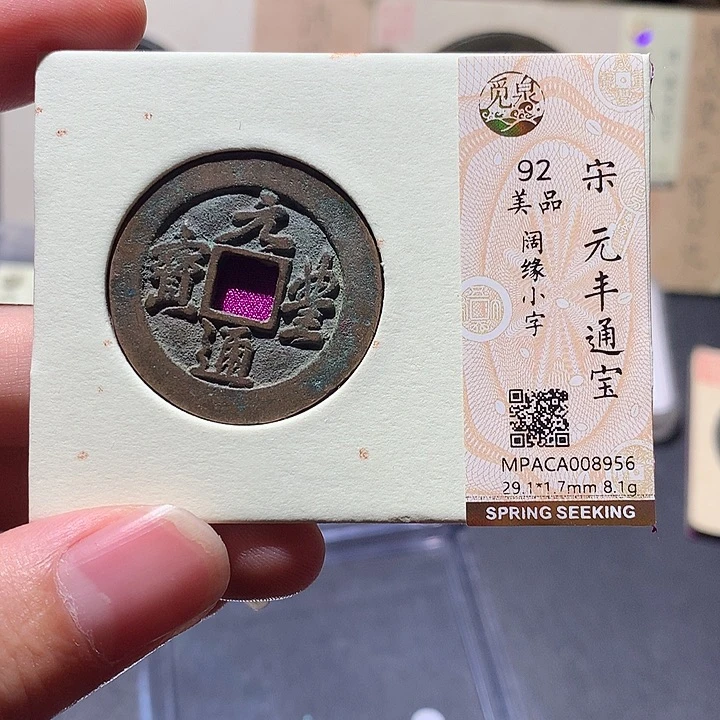 元豐通寶
觅泉
宋 元丰通宝
92
美品
阔缘小字
MPACA008956
29.1*1.7mm 8.1g
SPRING SEEKING